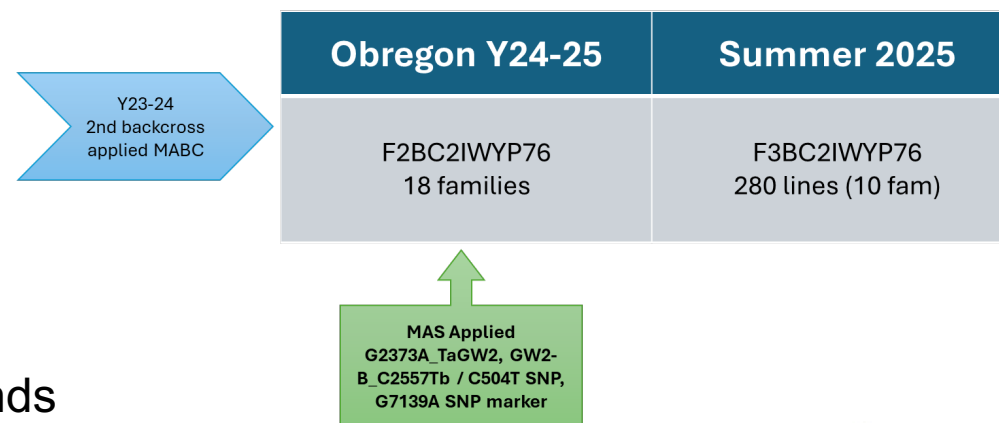 Obregon Y24-25
Summer 2025
Y23-24
2nd backcross
applied MABC
F2BC2IWYP76
18 families
F3BC2IWYP76
280 lines (10 fam)
MAS Applied
G2373A_TaGW2, GW2-
B_C2557Tb / C504T SNP,
G7139A SNP marker
nds